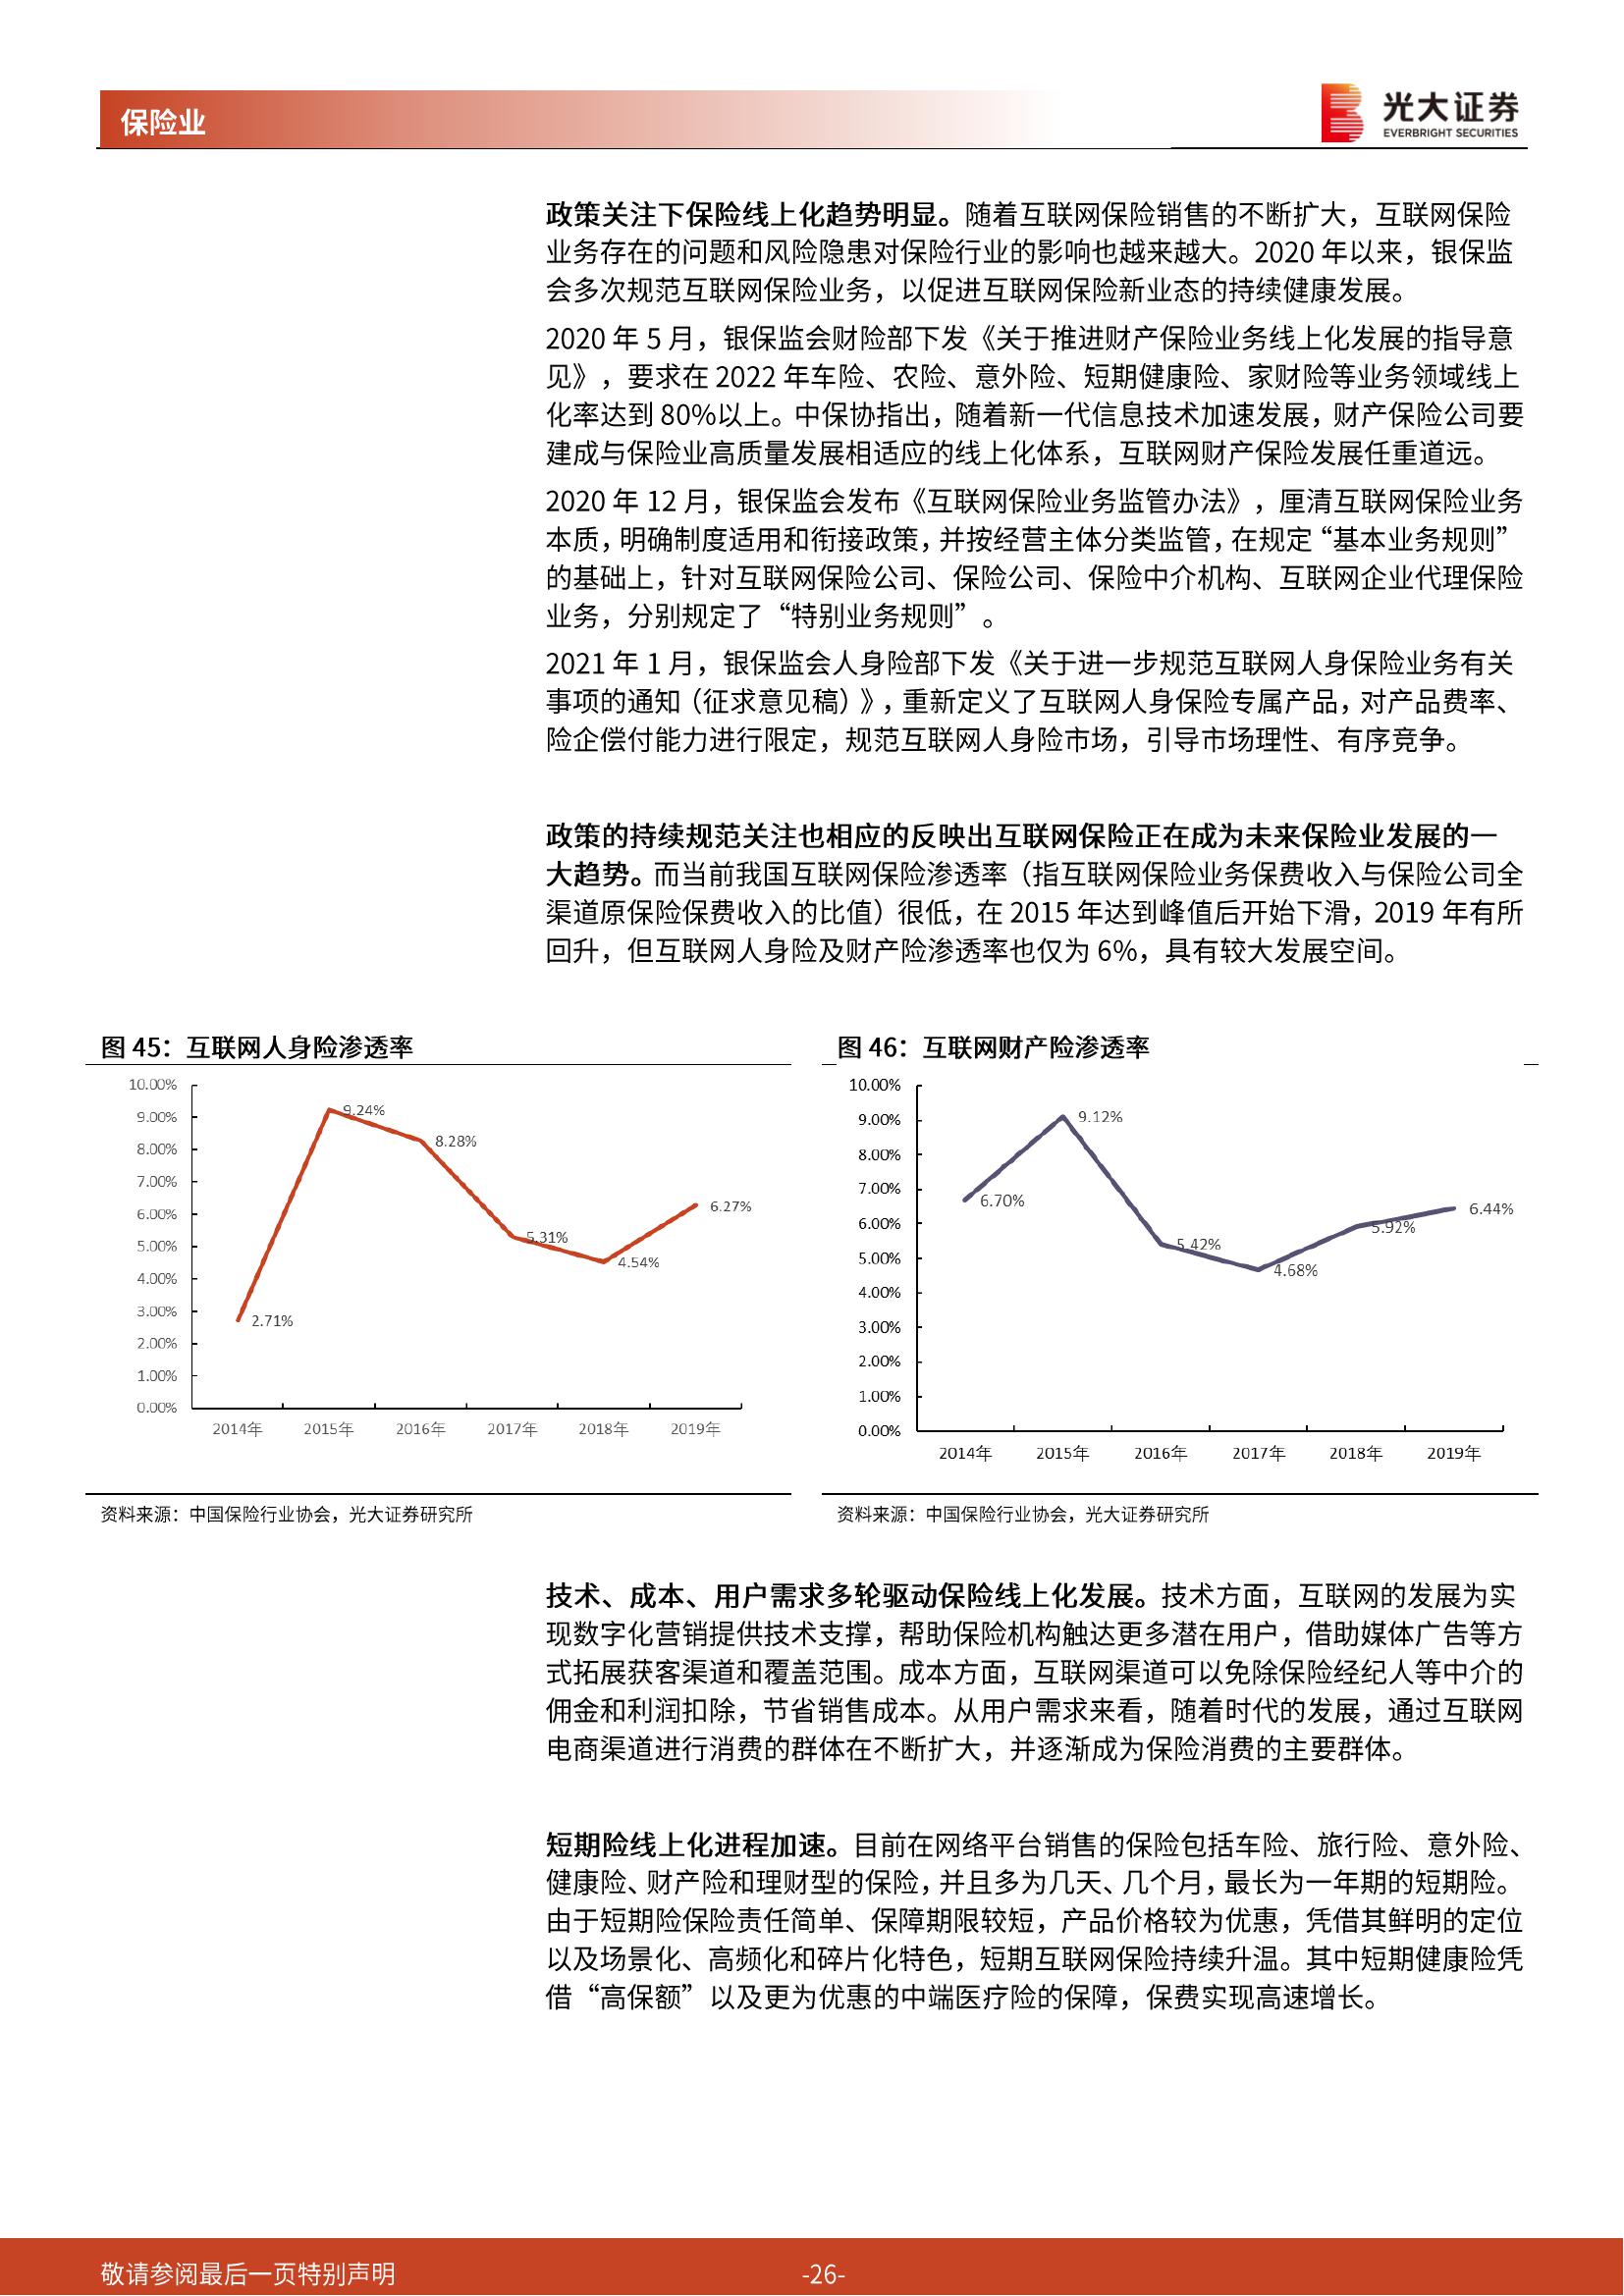 保险业
光大证券
EVERBRIGHT SECURITIES
政策关注下保险线上化趋势明显。随着互联网保险销售的不断扩大，互联网保险
业务存在的问题和风险隐患对保险行业的影响也越来越大。2020 年以来，银保监
会多次规范互联网保险业务，以促进互联网保险新业态的持续健康发展。
2020 年 5 月，银保监会财险部下发《关于推进财产保险业务线上化发展的指导意
见》，要求在 2022 年车险、农险、意外险、短期健康险、家财险等业务领域线上
化率达到 80%以上。中保协指出，随着新一代信息技术加速发展，财产保险公司要
建成与保险业高质量发展相适应的线上化体系，互联网财产保险发展任重道远。
2020 年 12 月，银保监会发布《互联网保险业务监管办法》，厘清互联网保险业务
本质，明确制度适用和衔接政策，并按经营主体分类监管，在规定“基本业务规则”
的基础上，针对互联网保险公司、保险公司、保险中介机构、互联网企业代理保险
业务，分别规定了“特别业务规则”。
2021 年 1 月，银保监会人身险部下发《关于进一步规范互联网人身保险业务有关
事项的通知（征求意见稿）》，重新定义了互联网人身保险专属产品，对产品费率、
险企偿付能力进行限定，规范互联网人身险市场，引导市场理性、有序竞争。
政策的持续规范关注也相应的反映出互联网保险正在成为未来保险业发展的一
大趋势。而当前我国互联网保险渗透率（指互联网保险业务保费收入与保险公司全
渠道原保险保费收入的比值）很低，在 2015 年达到峰值后开始下滑，2019 年有所
回升，但互联网人身险及财产险渗透率也仅为 6%，具有较大发展空间。
图 45：互联网人身险渗透率
10.00%
9.00%
8.00%
7.00%
6.00%
5.00%
4.00%
3.00%
2.00%
1.00%
0.00%
2.71%
9.24%
8.28%
5.31%
4.54%
6.27%
2014年 2015年 2016年 2017年 2018年 2019年
资料来源：中国保险行业协会，光大证券研究所
图 46：互联网财产险渗透率
10.00%
9.00%
8.00%
7.00%
6.00%
5.00%
4.00%
3.00%
2.00%
1.00%
0.00%
6.70%
9.12%
5.42%
4.68%
5.92%
6.44%
2014年 2015年 2016年 2017年 2018年 2019年
资料来源：中国保险行业协会，光大证券研究所
技术、成本、用户需求多轮驱动保险线上化发展。技术方面，互联网的发展为实
现数字化营销提供技术支撑，帮助保险机构触达更多潜在用户，借助媒体广告等方
式拓展获客渠道和覆盖范围。成本方面，互联网渠道可以免除保险经纪人等中介的
佣金和利润扣除，节省销售成本。从用户需求来看，随着时代的发展，通过互联网
电商渠道进行消费的群体在不断扩大，并逐渐成为保险消费的主要群体。
短期险线上化进程加速。目前在网络平台销售的保险包括车险、旅行险、意外险、
健康险、财产险和理财型的保险，并且多为几天、几个月，最长为一年期的短期险。
由于短期险保险责任简单、保障期限较短，产品价格较为优惠，凭借其鲜明的定位
以及场景化、高频化和碎片化特色，短期互联网保险持续升温。其中短期健康险凭
借“高保额”以及更为优惠的中端医疗险的保障，保费实现高速增长。
敬请参阅最后一页特别声明
-26-